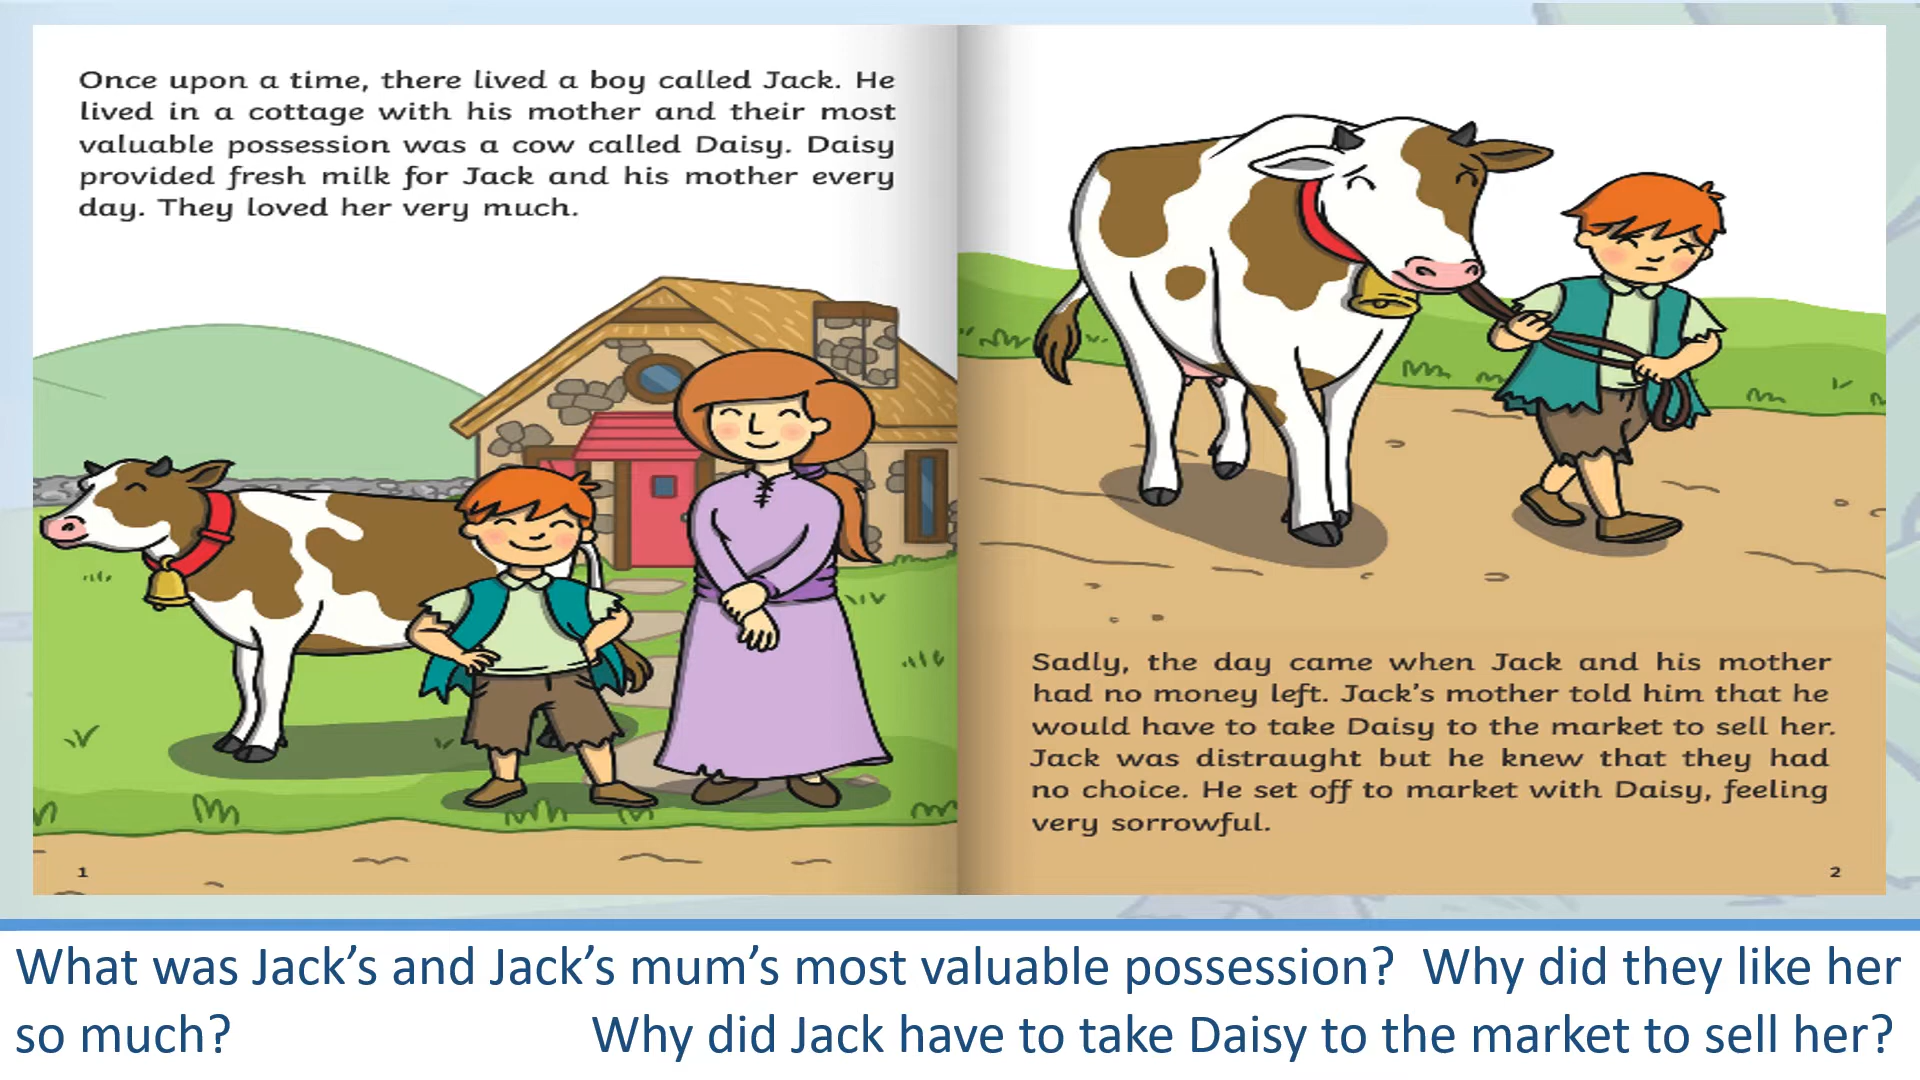 Once upon a time, there lived a boy called Jack. He
lived in a cottage with his mother and their most
valuable possession was a cow called Daisy. Daisy
provided fresh milk for Jack and his mother every
day. They loved her very much.
1
Sadly, the day came when Jack and his mother
had no money left. Jack's mother told him that he
would have to take Daisy to the market to sell her.
Jack was distraught but he knew that they had
no choice. He set off to market with Daisy, feeling
very sorrowful.
2
What was Jack’s and Jack’s mum’s most valuable possession? Why did they like her
so much? Why did Jack have to take Daisy to the market to sell her?